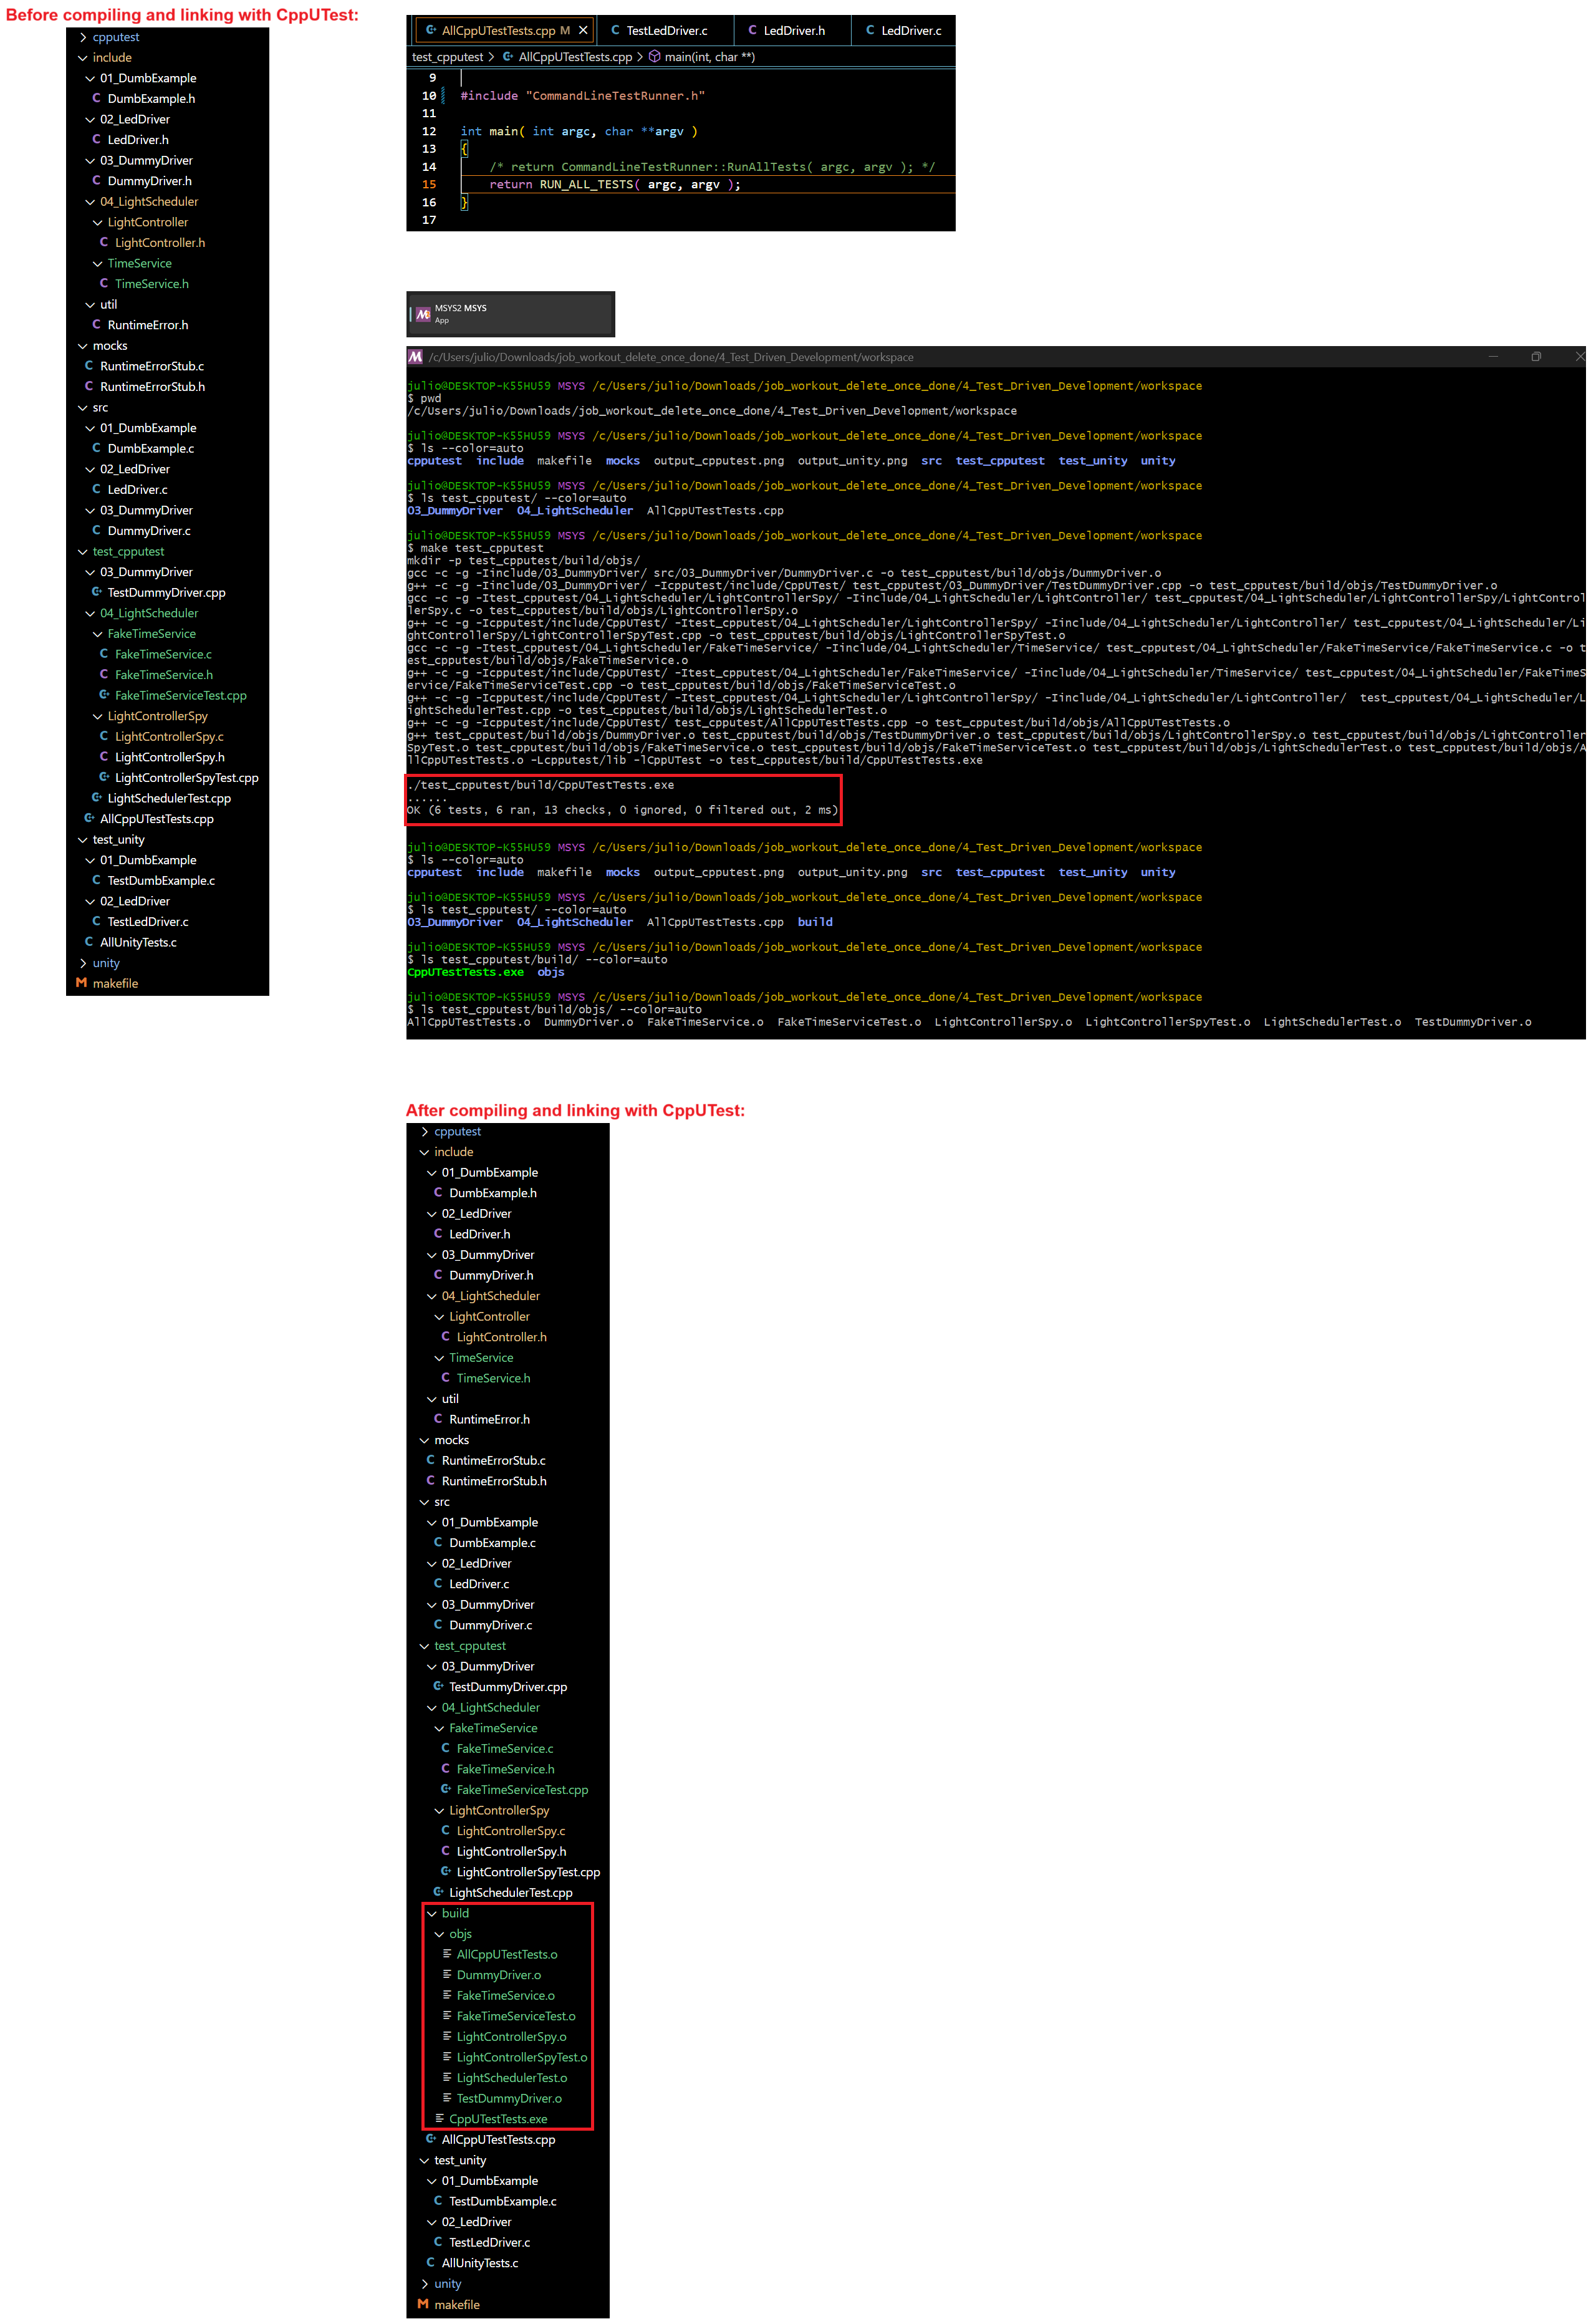 Before compiling and linking with CppUTest:
cpputest
include
01_DumbExample
DumbExample.h
02_LedDriver
LedDriver.h
03_DummyDriver
DummyDriver.h
04_LightScheduler
LightController
LightController.h
TimeService
TimeService.h
util
RuntimeError.h
mocks
RuntimeErrorStub.c
RuntimeErrorStub.h
src
01_DumbExample
DumbExample.c
02_LedDriver
LedDriver.c
03_DummyDriver
DummyDriver.c
test_cpputest
03_DummyDriver
TestDummyDriver.cpp
04_LightScheduler
FakeTimeService
FakeTimeService.c
FakeTimeService.h
FakeTimeServiceTest.cpp
LightControllerSpy
LightControllerSpy.c
LightControllerSpy.h
LightControllerSpyTest.cpp
LightSchedulerTest.cpp
AllCppUTestTests.cpp
test_unity
01_DumbExample
TestDumbExample.c
02_LedDriver
TestLedDriver.c
AllUnityTests.c
unity
makefile
AllCppUTestTests.cpp M TestLedDriver.c LedDriver.h LedDriver.c
test_cpputest > AllCppUTestTests.cpp > main(int, char **)
9
10 #include "CommandLineTestRunner.h"
11
12 int main( int argc, char **argv )
13 {
14 /* return CommandLineTestRunner::RunAllTests( argc, argv ); */
15 return RUN_ALL_TESTS( argc, argv );
16 }
17
MSYS2 MSYS
App
/c/Users/julio/Downloads/job_workout_delete_once_done/4_Test_Driven_Development/workspace
julio@DESKTOP-K55HU59 MSYS /c/Users/julio/Downloads/job_workout_delete_once_done/4_Test_Driven_Development/workspace
$ pwd
/c/Users/julio/Downloads/job_workout_delete_once_done/4_Test_Driven_Development/workspace
julio@DESKTOP-K55HU59 MSYS /c/Users/julio/Downloads/job_workout_delete_once_done/4_Test_Driven_Development/workspace
$ ls --color=auto
cpputest include makefile mocks output_cpputest.png output_unity.png src test_cpputest test_unity unity
julio@DESKTOP-K55HU59 MSYS /c/Users/julio/Downloads/job_workout_delete_once_done/4_Test_Driven_Development/workspace
$ ls test_cpputest/ --color=auto
03_DummyDriver 04_LightScheduler AllCppUTestTests.cpp
julio@DESKTOP-K55HU59 MSYS /c/Users/julio/Downloads/job_workout_delete_once_done/4_Test_Driven_Development/workspace
$ make test_cpputest
mkdir -p test_cpputest/build/objs/
gcc -c -g -Iinclude/03_DummyDriver/ src/03_DummyDriver/DummyDriver.c -o test_cpputest/build/objs/DummyDriver.o
g++ -c -g -Iinclude/03_DummyDriver/ -Icpputest/include/CppUTest/ test_cpputest/03_DummyDriver/TestDummyDriver.cpp -o test_cpputest/build/objs/TestDummyDriver.o
gcc -c -g -Itest_cpputest/04_LightScheduler/LightControllerSpy/ -Iinclude/04_LightScheduler/LightController/ test_cpputest/04_LightScheduler/LightControllerSpy/LightControl
lerSpy.c -o test_cpputest/build/objs/LightControllerSpy.o
g++ -c -g -Icpputest/include/CppUTest/ -Itest_cpputest/04_LightScheduler/LightControllerSpy/ -Iinclude/04_LightScheduler/LightController/ test_cpputest/04_LightScheduler/Li
ghtControllerSpy/LightControllerSpyTest.cpp -o test_cpputest/build/objs/LightControllerSpyTest.o
gcc -c -g -Itest_cpputest/04_LightScheduler/FakeTimeService/ -Iinclude/04_LightScheduler/TimeService/ test_cpputest/04_LightScheduler/FakeTimeService/FakeTimeService.c -o t
est_cpputest/build/objs/FakeTimeService.o
g++ -c -g -Icpputest/include/CppUTest/ -Itest_cpputest/04_LightScheduler/FakeTimeService/ -Iinclude/04_LightScheduler/TimeService/ test_cpputest/04_LightScheduler/FakeTimeS
ervice/FakeTimeServiceTest.cpp -o test_cpputest/build/objs/FakeTimeServiceTest.o
g++ -c -g -Icpputest/include/CppUTest/ -Itest_cpputest/04_LightScheduler/LightControllerSpy/ -Iinclude/04_LightScheduler/LightController/ test_cpputest/04_LightScheduler/L
ightSchedulerTest.cpp -o test_cpputest/build/objs/LightSchedulerTest.o
g++ -c -g -Icpputest/include/CppUTest/ test_cpputest/AllCppUTestTests.cpp -o test_cpputest/build/objs/AllCppUTestTests.o
g++ test_cpputest/build/objs/DummyDriver.o test_cpputest/build/objs/TestDummyDriver.o test_cpputest/build/objs/LightControllerSpy.o test_cpputest/build/objs/LightController
SpyTest.o test_cpputest/build/objs/FakeTimeService.o test_cpputest/build/objs/FakeTimeServiceTest.o test_cpputest/build/objs/LightSchedulerTest.o test_cpputest/build/objs/A
llCppUTestTests.o -Lcpputest/lib -lCppUTest -o test_cpputest/build/CppUTestTests.exe
./test_cpputest/build/CppUTestTests.exe
......
OK (6 tests, 6 ran, 13 checks, 0 ignored, 0 filtered out, 2 ms)
julio@DESKTOP-K55HU59 MSYS /c/Users/julio/Downloads/job_workout_delete_once_done/4_Test_Driven_Development/workspace
$ ls --color=auto
cpputest include makefile mocks output_cpputest.png output_unity.png src test_cpputest test_unity unity
julio@DESKTOP-K55HU59 MSYS /c/Users/julio/Downloads/job_workout_delete_once_done/4_Test_Driven_Development/workspace
$ ls test_cpputest/ --color=auto
03_DummyDriver 04_LightScheduler AllCppUTestTests.cpp build
julio@DESKTOP-K55HU59 MSYS /c/Users/julio/Downloads/job_workout_delete_once_done/4_Test_Driven_Development/workspace
$ ls test_cpputest/build/ --color=auto
CppUTestTests.exe objs
julio@DESKTOP-K55HU59 MSYS /c/Users/julio/Downloads/job_workout_delete_once_done/4_Test_Driven_Development/workspace
$ ls test_cpputest/build/objs/ --color=auto
AllCppUTestTests.o DummyDriver.o FakeTimeService.o FakeTimeServiceTest.o LightControllerSpy.o LightControllerSpyTest.o LightSchedulerTest.o TestDummyDriver.o
After compiling and linking with CppUTest:
cpputest
include
01_DumbExample
DumbExample.h
02_LedDriver
LedDriver.h
03_DummyDriver
DummyDriver.h
04_LightScheduler
LightController
LightController.h
TimeService
TimeService.h
util
RuntimeError.h
mocks
RuntimeErrorStub.c
RuntimeErrorStub.h
src
01_DumbExample
DumbExample.c
02_LedDriver
LedDriver.c
03_DummyDriver
DummyDriver.c
test_cpputest
03_DummyDriver
TestDummyDriver.cpp
04_LightScheduler
FakeTimeService
FakeTimeService.c
FakeTimeService.h
FakeTimeServiceTest.cpp
LightControllerSpy
LightControllerSpy.c
LightControllerSpy.h
LightControllerSpyTest.cpp
LightSchedulerTest.cpp
build
objs
AllCppUTestTests.o
DummyDriver.o
FakeTimeService.o
FakeTimeServiceTest.o
LightControllerSpy.o
LightControllerSpyTest.o
LightSchedulerTest.o
TestDummyDriver.o
CppUTestTests.exe
AllCppUTestTests.cpp
test_unity
01_DumbExample
TestDumbExample.c
02_LedDriver
TestLedDriver.c
AllUnityTests.c
unity
makefile